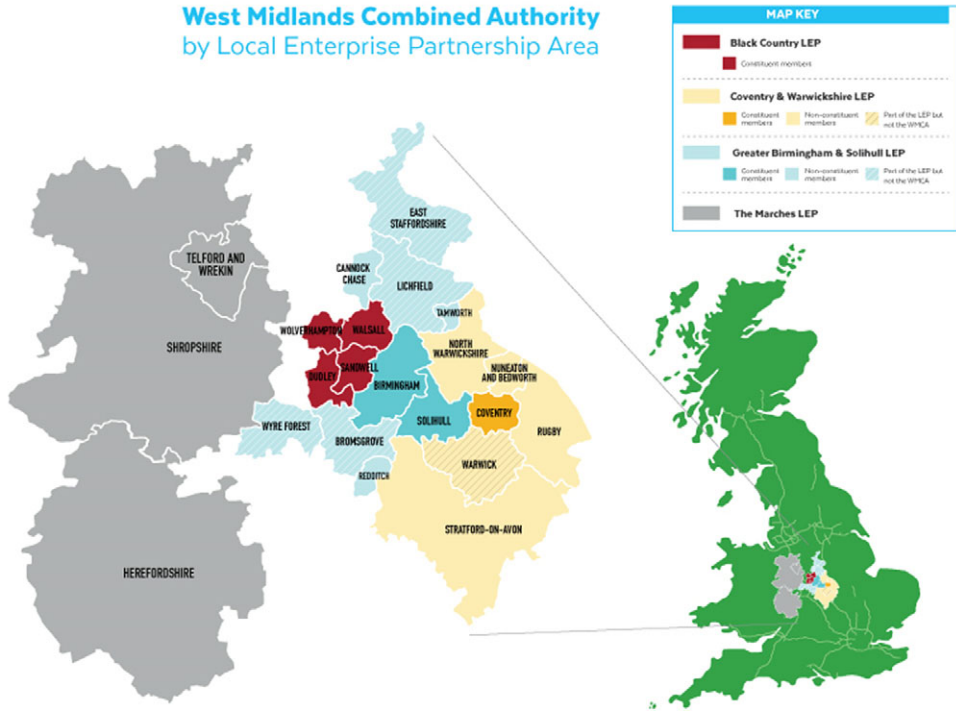 West Midlands Combined Authority
by Local Enterprise Partnership Area
MAP KEY
Black Country LEP
Constituent members
Coventry & Warwickshire LEP
Constituent
members
Non-constituent
members
Part of the LEP but
not the WMCA
Greater Birmingham & Solihull LEP
Constituent
members
Non-constituent
members
Part of the LEP but
not the WMCA
The Marches LEP
EAST
STAFFORDSHIRE
TELFORD AND
WREKIN
CANNOCK
CHASE
LICHFIELD
TAMWORTH
WOLVERHAMPTON
WALSALL
NORTH
WARWICKSHIRE
SHROPSHIRE
SANDWELL
DUDLEY
NUNEATON
AND BEDWORTH
BIRMINGHAM
COVENTRY
SOLIHULL
WYRE FOREST
RUGBY
BROMSGROVE
WARWICK
REDDITCH
STRATFORD-ON-AVON
HEREFORDSHIRE